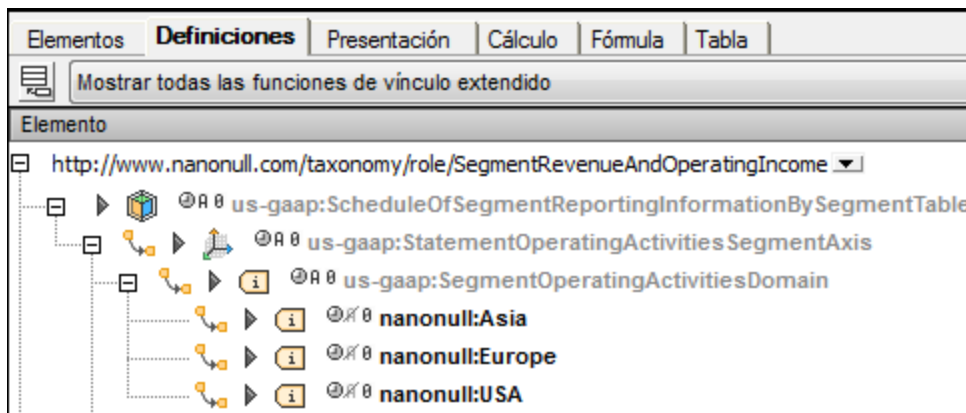 Elementos Definiciones Presentación Cálculo Fórmula Tabla
Mostrar todas las funciones de vínculo extendido
Elemento
http://www.nanonull.com/taxonomy/role/SegmentRevenueAndOperatingIncome
us-gaap:ScheduleOfSegmentReportingInformationBySegmentTable
us-gaap:StatementOperatingActivitiesSegmentAxis
us-gaap:SegmentOperatingActivitiesDomain
nanonull:Asia
nanonull:Europe
nanonull:USA